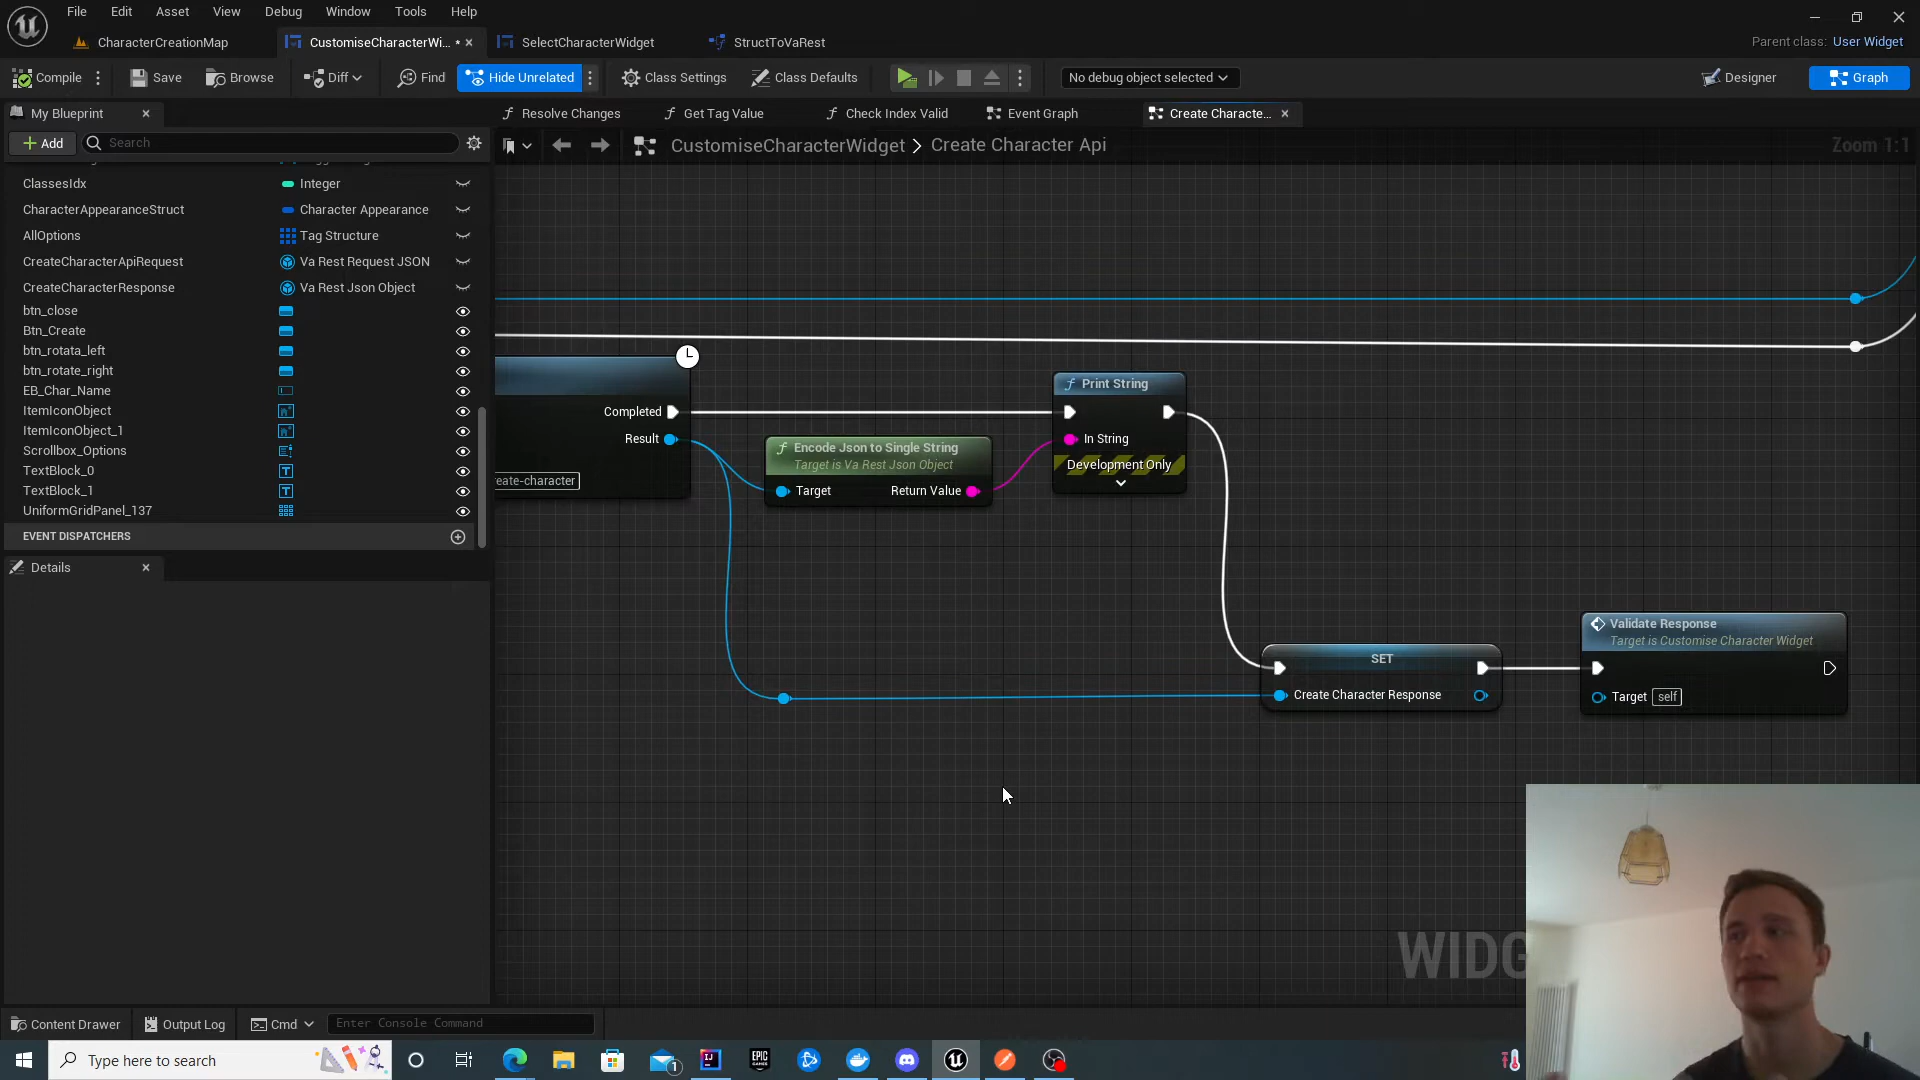 File Edit Asset View Debug Window Tools Help
CharacterCreationMap CustomiseCharacterWi... * SelectCharacterWidget StructToVaRest
Parent class: User Widget
Compile Save Browse Diff Find Hide Unrelated Class Settings Class Defaults No debug object selected Designer Graph
My Blueprint
Resolve Changes Get Tag Value Check Index Valid Event Graph Create Characte...
+ Add Search
CustomiseCharacterWidget > Create Character Api
Zoom 1:1
ClassesIdx Integer
CharacterAppearanceStruct Character Appearance
AllOptions Tag Structure
CreateCharacterApiRequest Va Rest Request JSON
CreateCharacterResponse Va Rest Json Object
btn_close
Btn_Create
btn_rotata_left
btn_rotate_right
EB_Char_Name
ItemIconObject
ItemIconObject_1
Scrollbox_Options
TextBlock_0
TextBlock_1
UniformGridPanel_137
EVENT DISPATCHERS
Details
Completed
Result
reate-character
Encode Json to Single String
Target is Va Rest Json Object
Target Return Value
Print String
In String
Development Only
SET
Create Character Response
Validate Response
Target is Customise Character Widget
Target self
WIDG
Content Drawer Output Log Cmd Enter Console Command
Type here to search
1
EPIC
GAMES